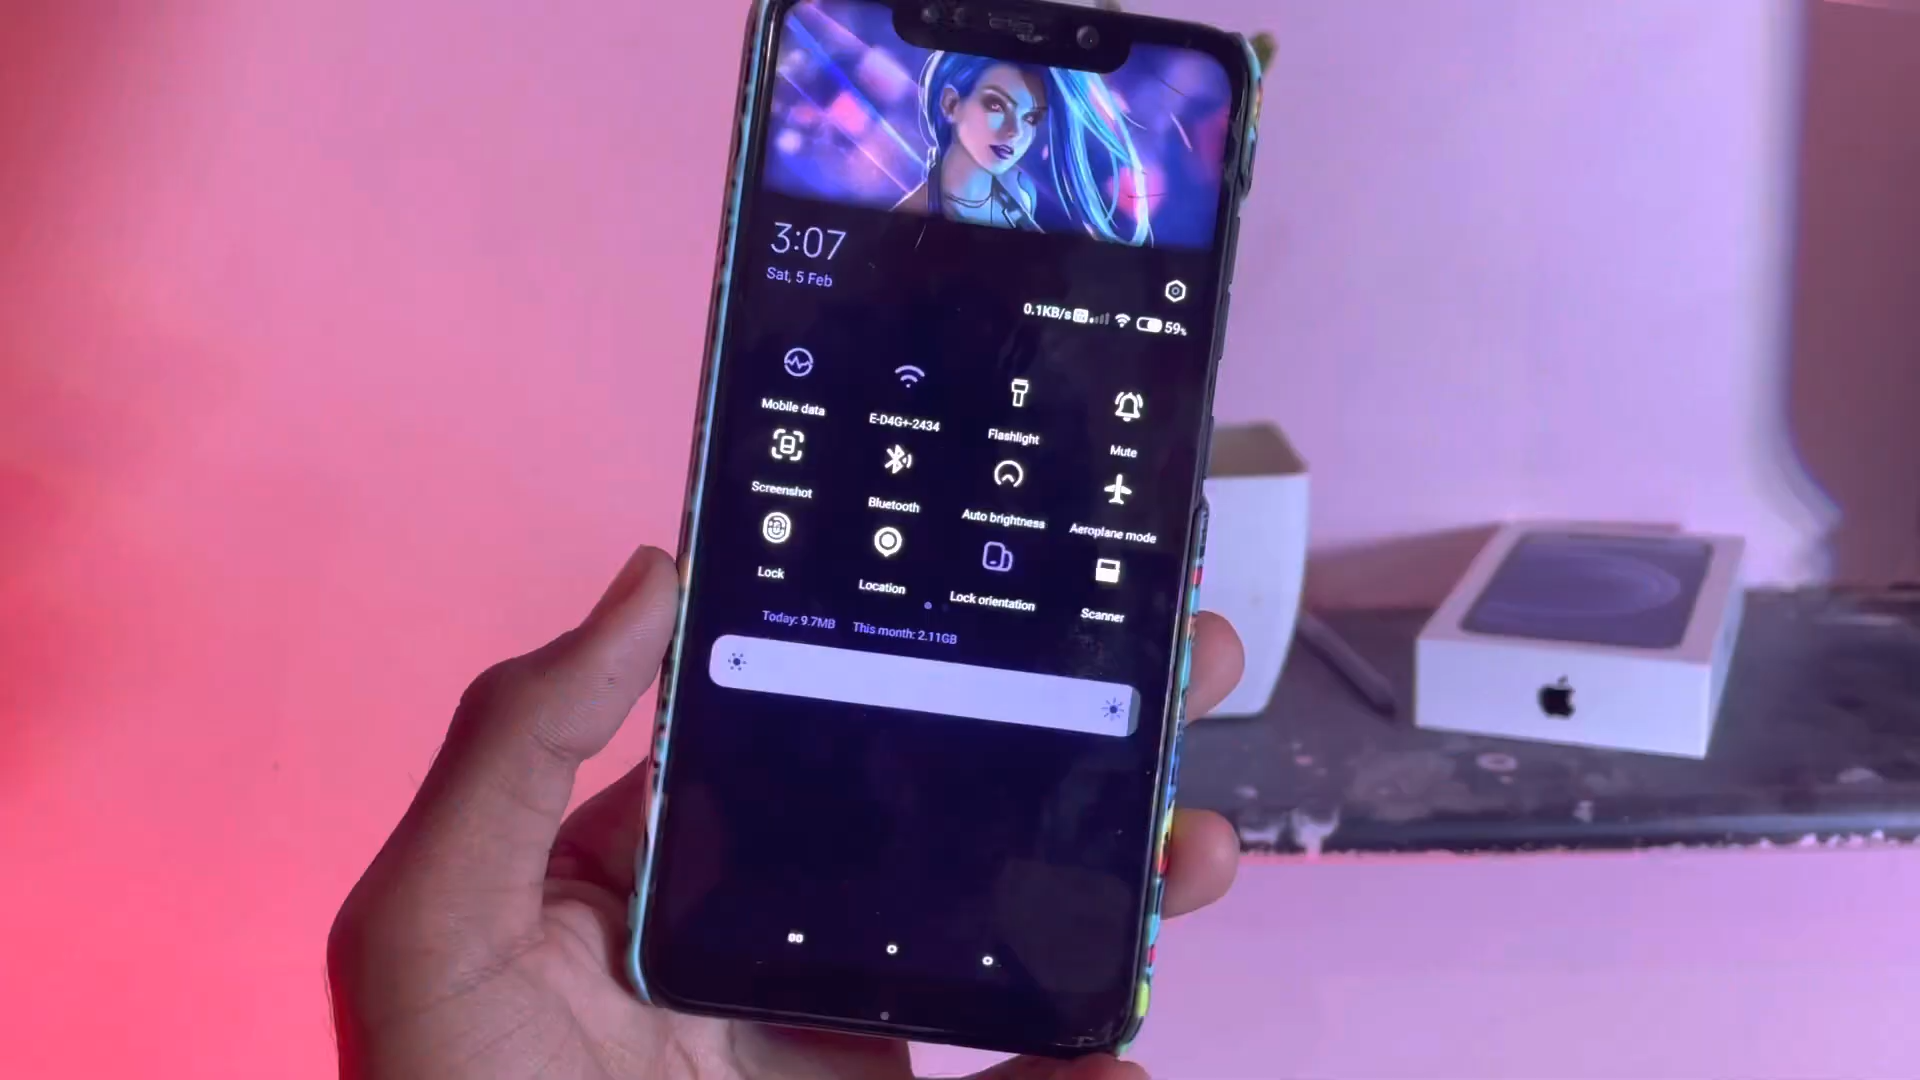 3:07
Sat, 5 Feb
0.1KB/s 59%
Mobile data
E-D4G+-2434
Flashlight
Mute
Screenshot
Bluetooth
Auto brightness
Aeroplane mode
Lock
Location
Lock orientation
Scanner
Today: 9.7MB This month: 2.11GB